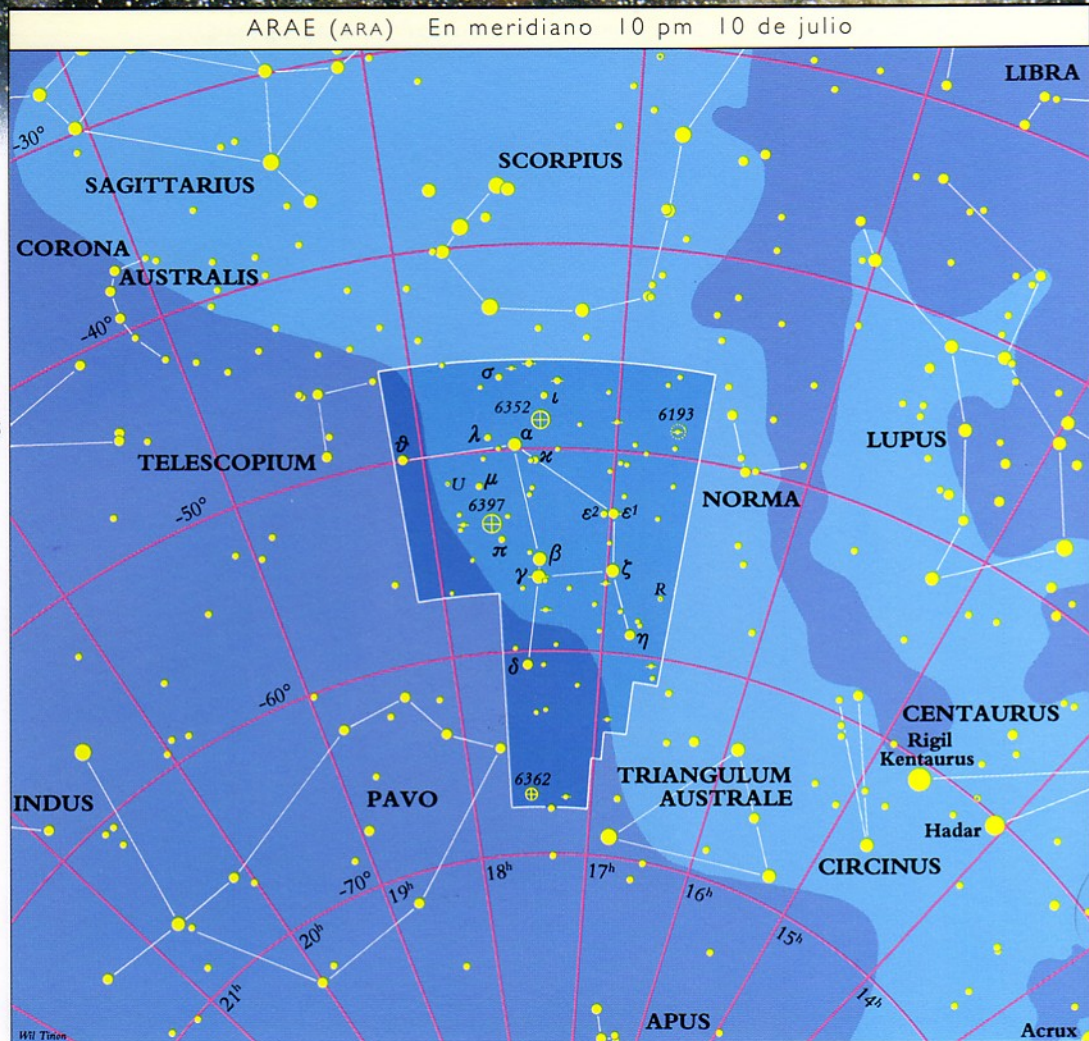 ARAE (ARA) En meridiano 10 pm 10 de julio
LIBRA
-30°
SCORPIUS
SAGITTARIUS
CORONA
AUSTRALIS
-40°
σ
ι
6352
6193
λ
α
ϰ
LUPUS
ϑ
TELESCOPIUM
U
μ
NORMA
-50°
6397
ε² ε¹
π
β
γ
ζ
R
η
δ
-60°
CENTAURUS
Rigil
Kentaurus
6362
TRIANGULUM
AUSTRALE
INDUS
PAVO
Hadar
CIRCINUS
-70°
19ʰ
18ʰ
17ʰ
16ʰ
20ʰ
15ʰ
21ʰ
14ʰ
APUS
Acrux
Wil Tirion